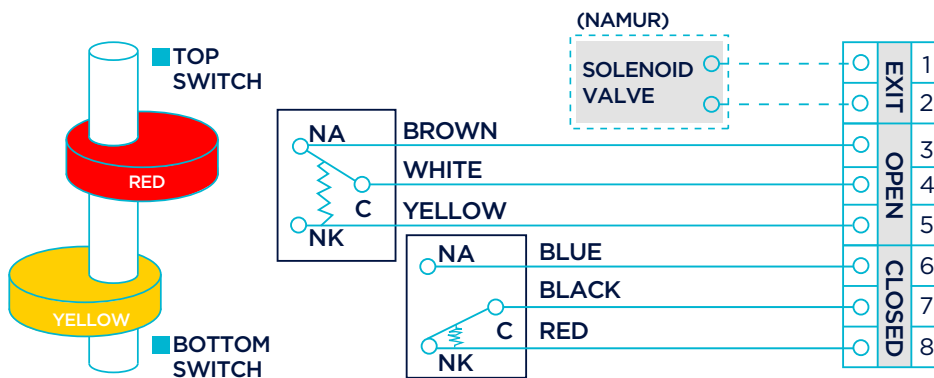 TOP
SWITCH
RED
YELLOW
BOTTOM
SWITCH
(NAMUR)
SOLENOID
VALVE
NA
BROWN
WHITE
C
YELLOW
NK
NA
BLUE
BLACK
C
RED
NK
EXIT
OPEN
CLOSED
1
2
3
4
5
6
7
8